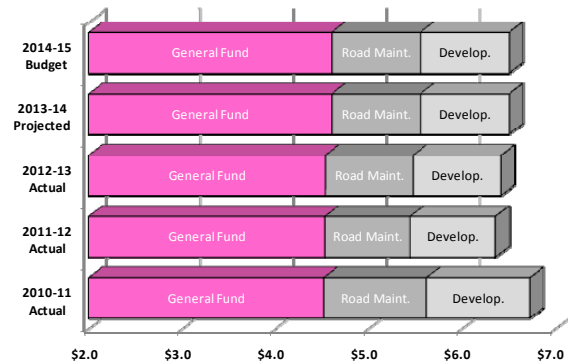 2014-15
Budget
General Fund Road Maint. Develop.
2013-14
Projected
General Fund Road Maint. Develop.
2012-13
Actual
General Fund Road Maint. Develop.
2011-12
Actual
General Fund Road Maint. Develop.
2010-11
Actual
General Fund Road Maint. Develop.
$2.0 $3.0 $4.0 $5.0 $6.0 $7.0